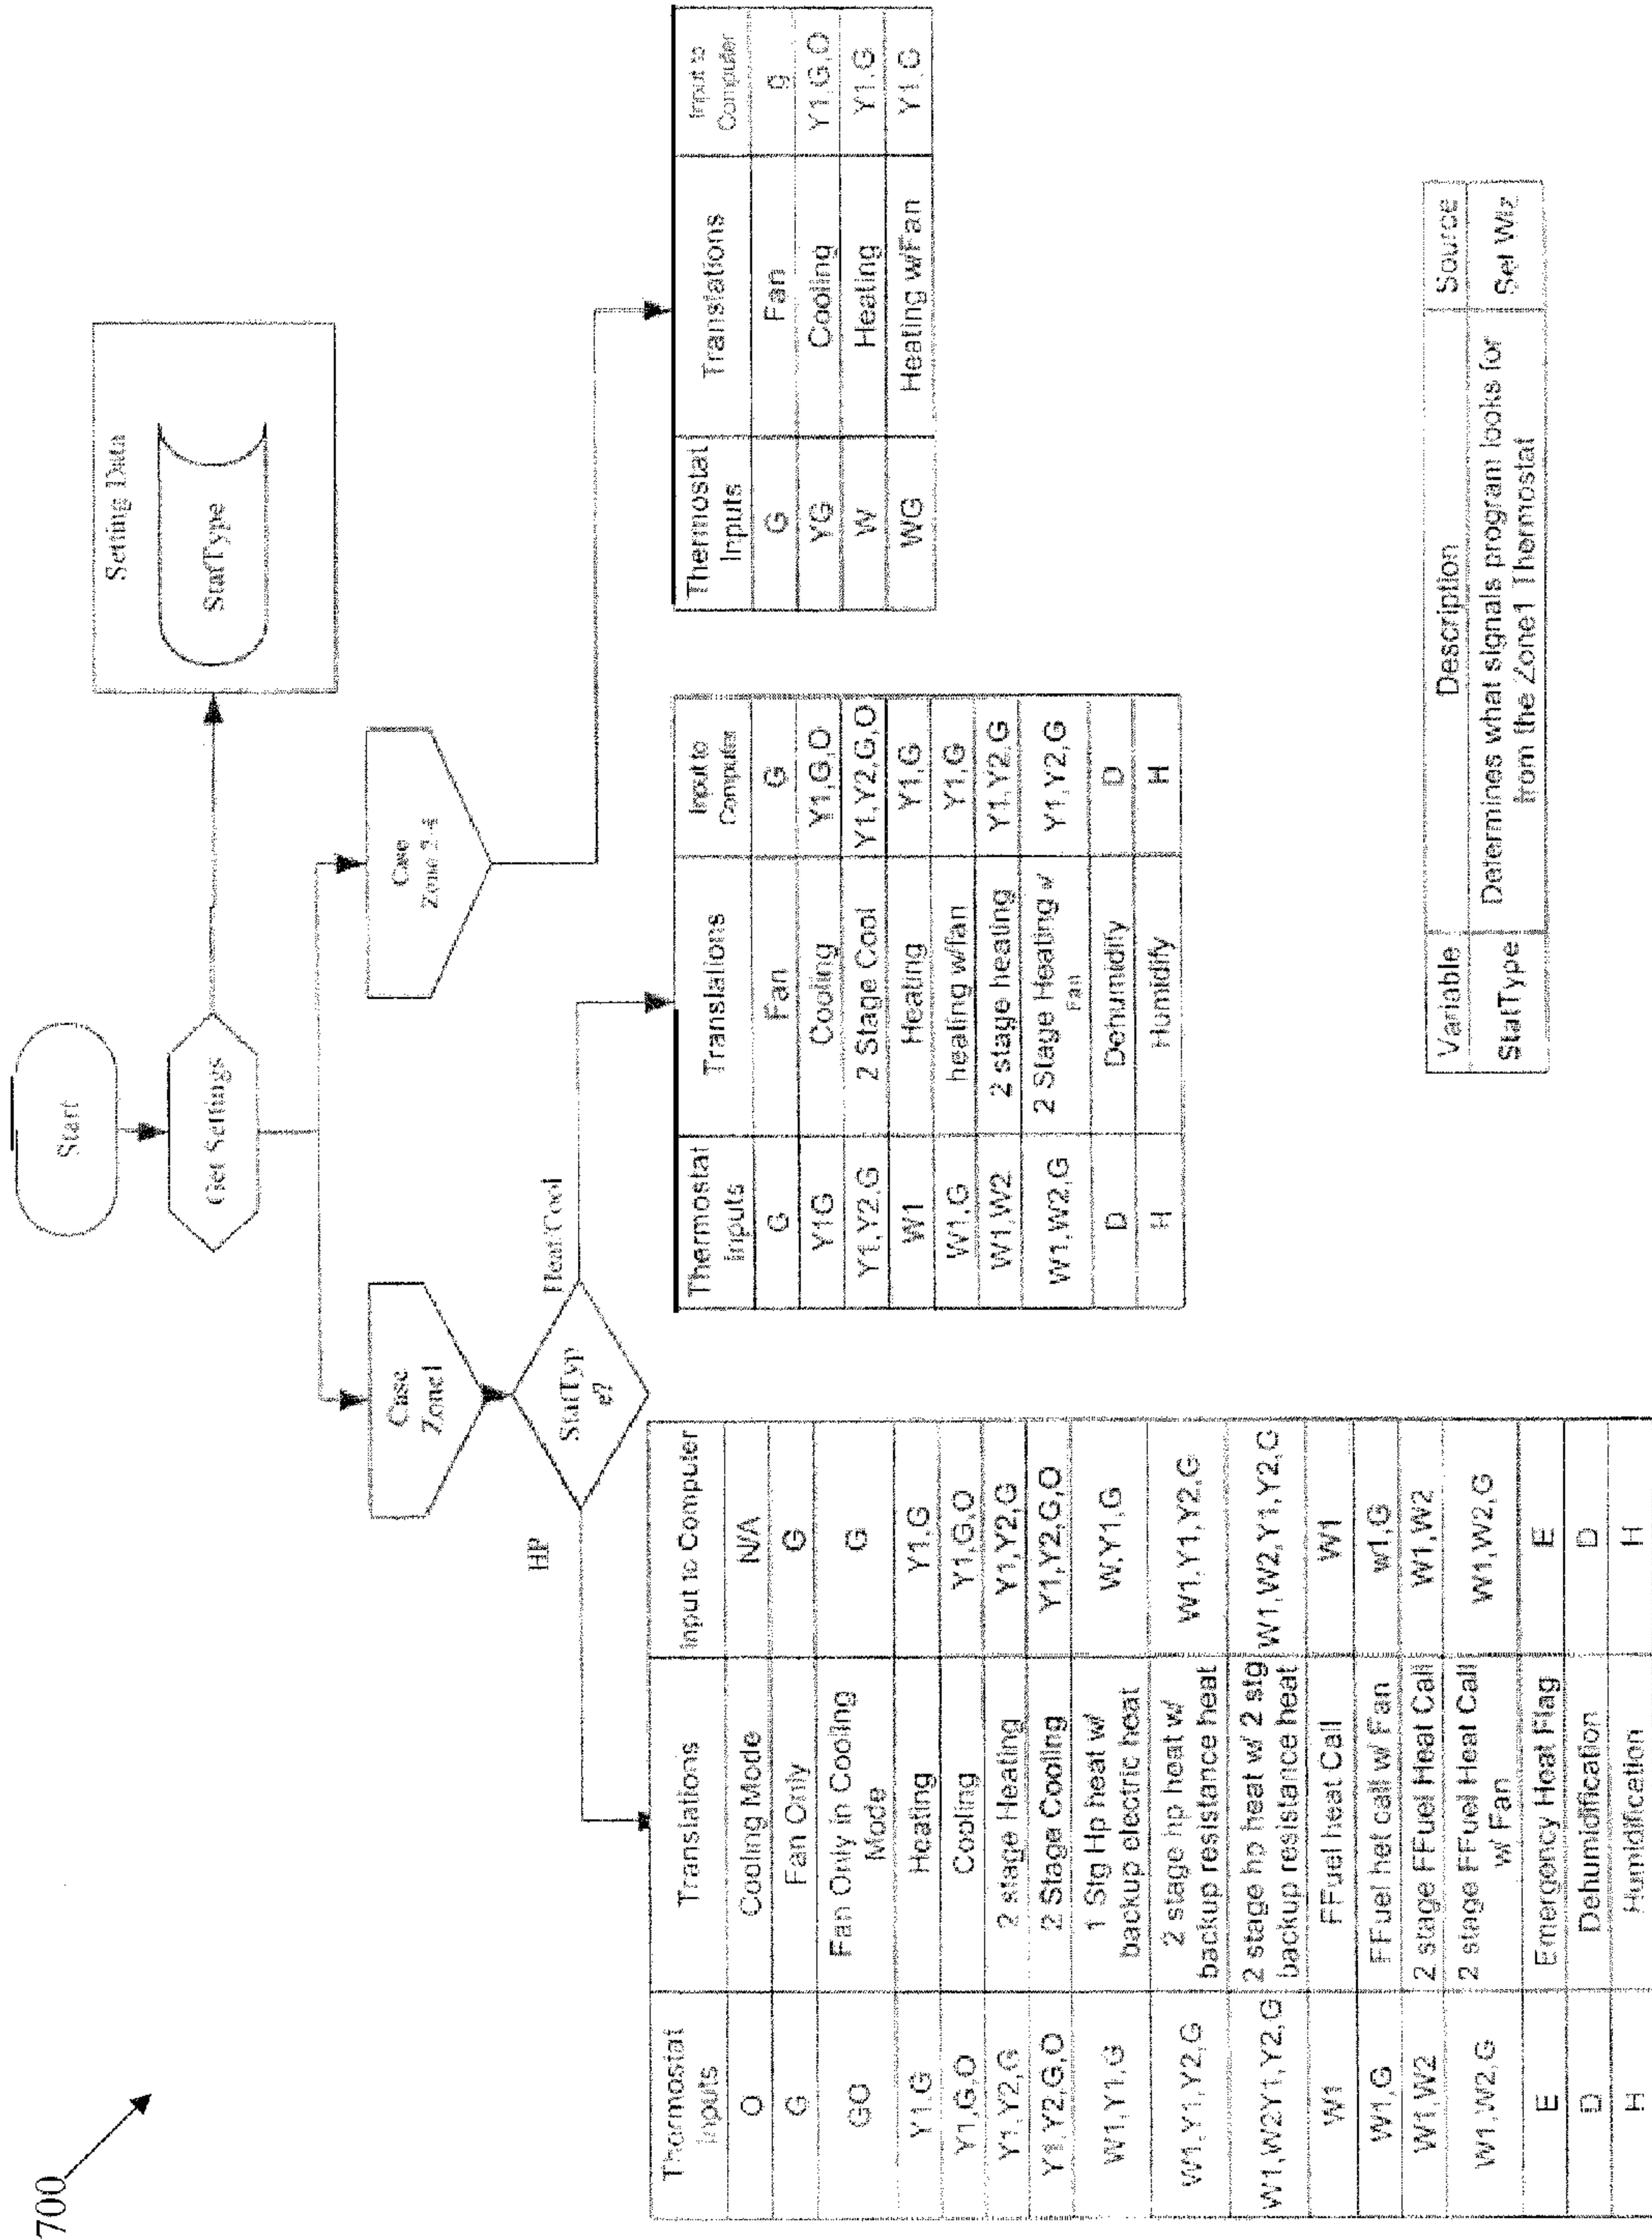 700
Start
Get Settings
Setting Data
StatType
Case
Zone1
Case
Zone 2-4
StatTyp
e?
HP
Heat/Cool
Thermostat Inputs | Translations | Input to Computer
O | Cooling Mode | N/A
G | Fan Only | G
GO | Fan Only in Cooling Mode | G
Y1,G | Heating | Y1,G
Y1,G,O | Cooling | Y1,G,O
Y1,Y2,G | 2 stage Heating | Y1,Y2,G
Y1,Y2,G,O | 2 Stage Cooling | Y1,Y2,G,O
W1,Y1,G | 1 Stg Hp heat w/ backup electric heat | W,Y1,G
W1,Y1,Y2,G | 2 stage hp heat w/ backup resistance heat | W1,Y1,Y2,G
W1,W2Y1,Y2,G | 2 stage hp heat w/ 2 stg backup resistance heat | W1,W2,Y1,Y2,G
W1 | FFuel heat Call | W1
W1,G | FFuel het call w/ Fan | w1,G
W1,W2 | 2 stage FFuel Heat Call | W1,W2
W1,W2,G | 2 stage FFuel Heat Call w/ Fan | W1,W2,G
E | Emergency Heat Flag | E
D | Dehumidification | D
H | Humidification | H
Thermostat Inputs | Translations | Input to Computer
G | Fan | G
Y1G | Cooling | Y1,G,O
Y1,Y2,G | 2 Stage Cool | Y1,Y2,G,O
W1 | Heating | Y1,G
W1,G | heating w/fan | Y1,G
W1,W2 | 2 stage heating | Y1,Y2,G
W1,W2,G | 2 Stage Heating w/ Fan | Y1,Y2,G
D | Dehumidify | D
H | Humidify | H
Thermostat Inputs | Translations | Input to Computer
G | Fan | g
YG | Cooling | Y1,G,O
W | Heating | Y1,G
WG | Heating w/Fan | Y1,G
Variable | Description | Source
StatType | Determines what signals program looks for from the Zone1 Thermostat | Set Wiz